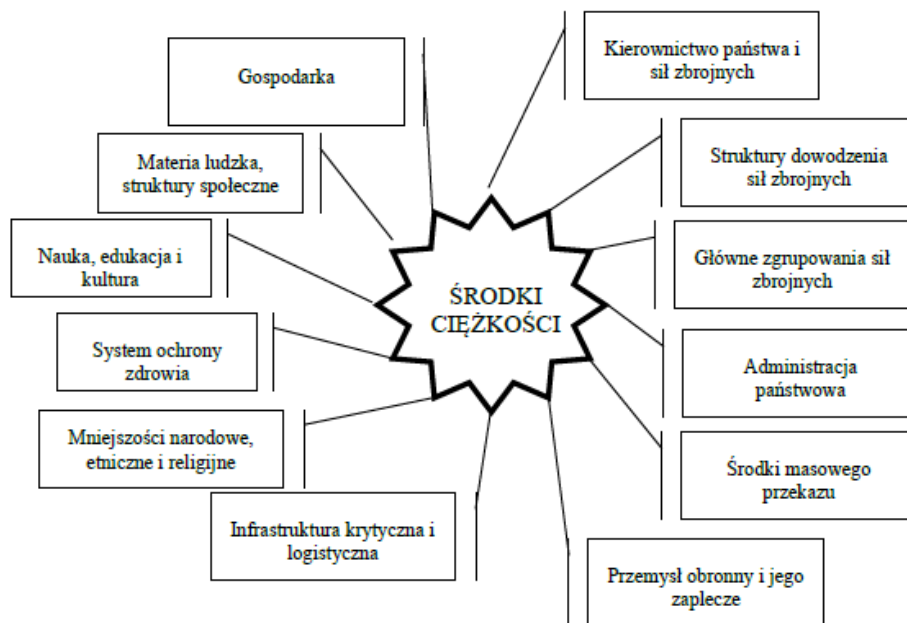 Kierownictwo państwa i
sił zbrojnych
Gospodarka
Struktury dowodzenia
sił zbrojnych
Materia ludzka,
struktury społeczne
Nauka, edukacja i
kultura
Główne zgrupowania sił
zbrojnych
ŚRODKI
CIĘŻKOŚCI
System ochrony
zdrowia
Administracja
państwowa
Mniejszości narodowe,
etniczne i religijne
Środki masowego
przekazu
Infrastruktura krytyczna i
logistyczna
Przemysł obronny i jego
zaplecze